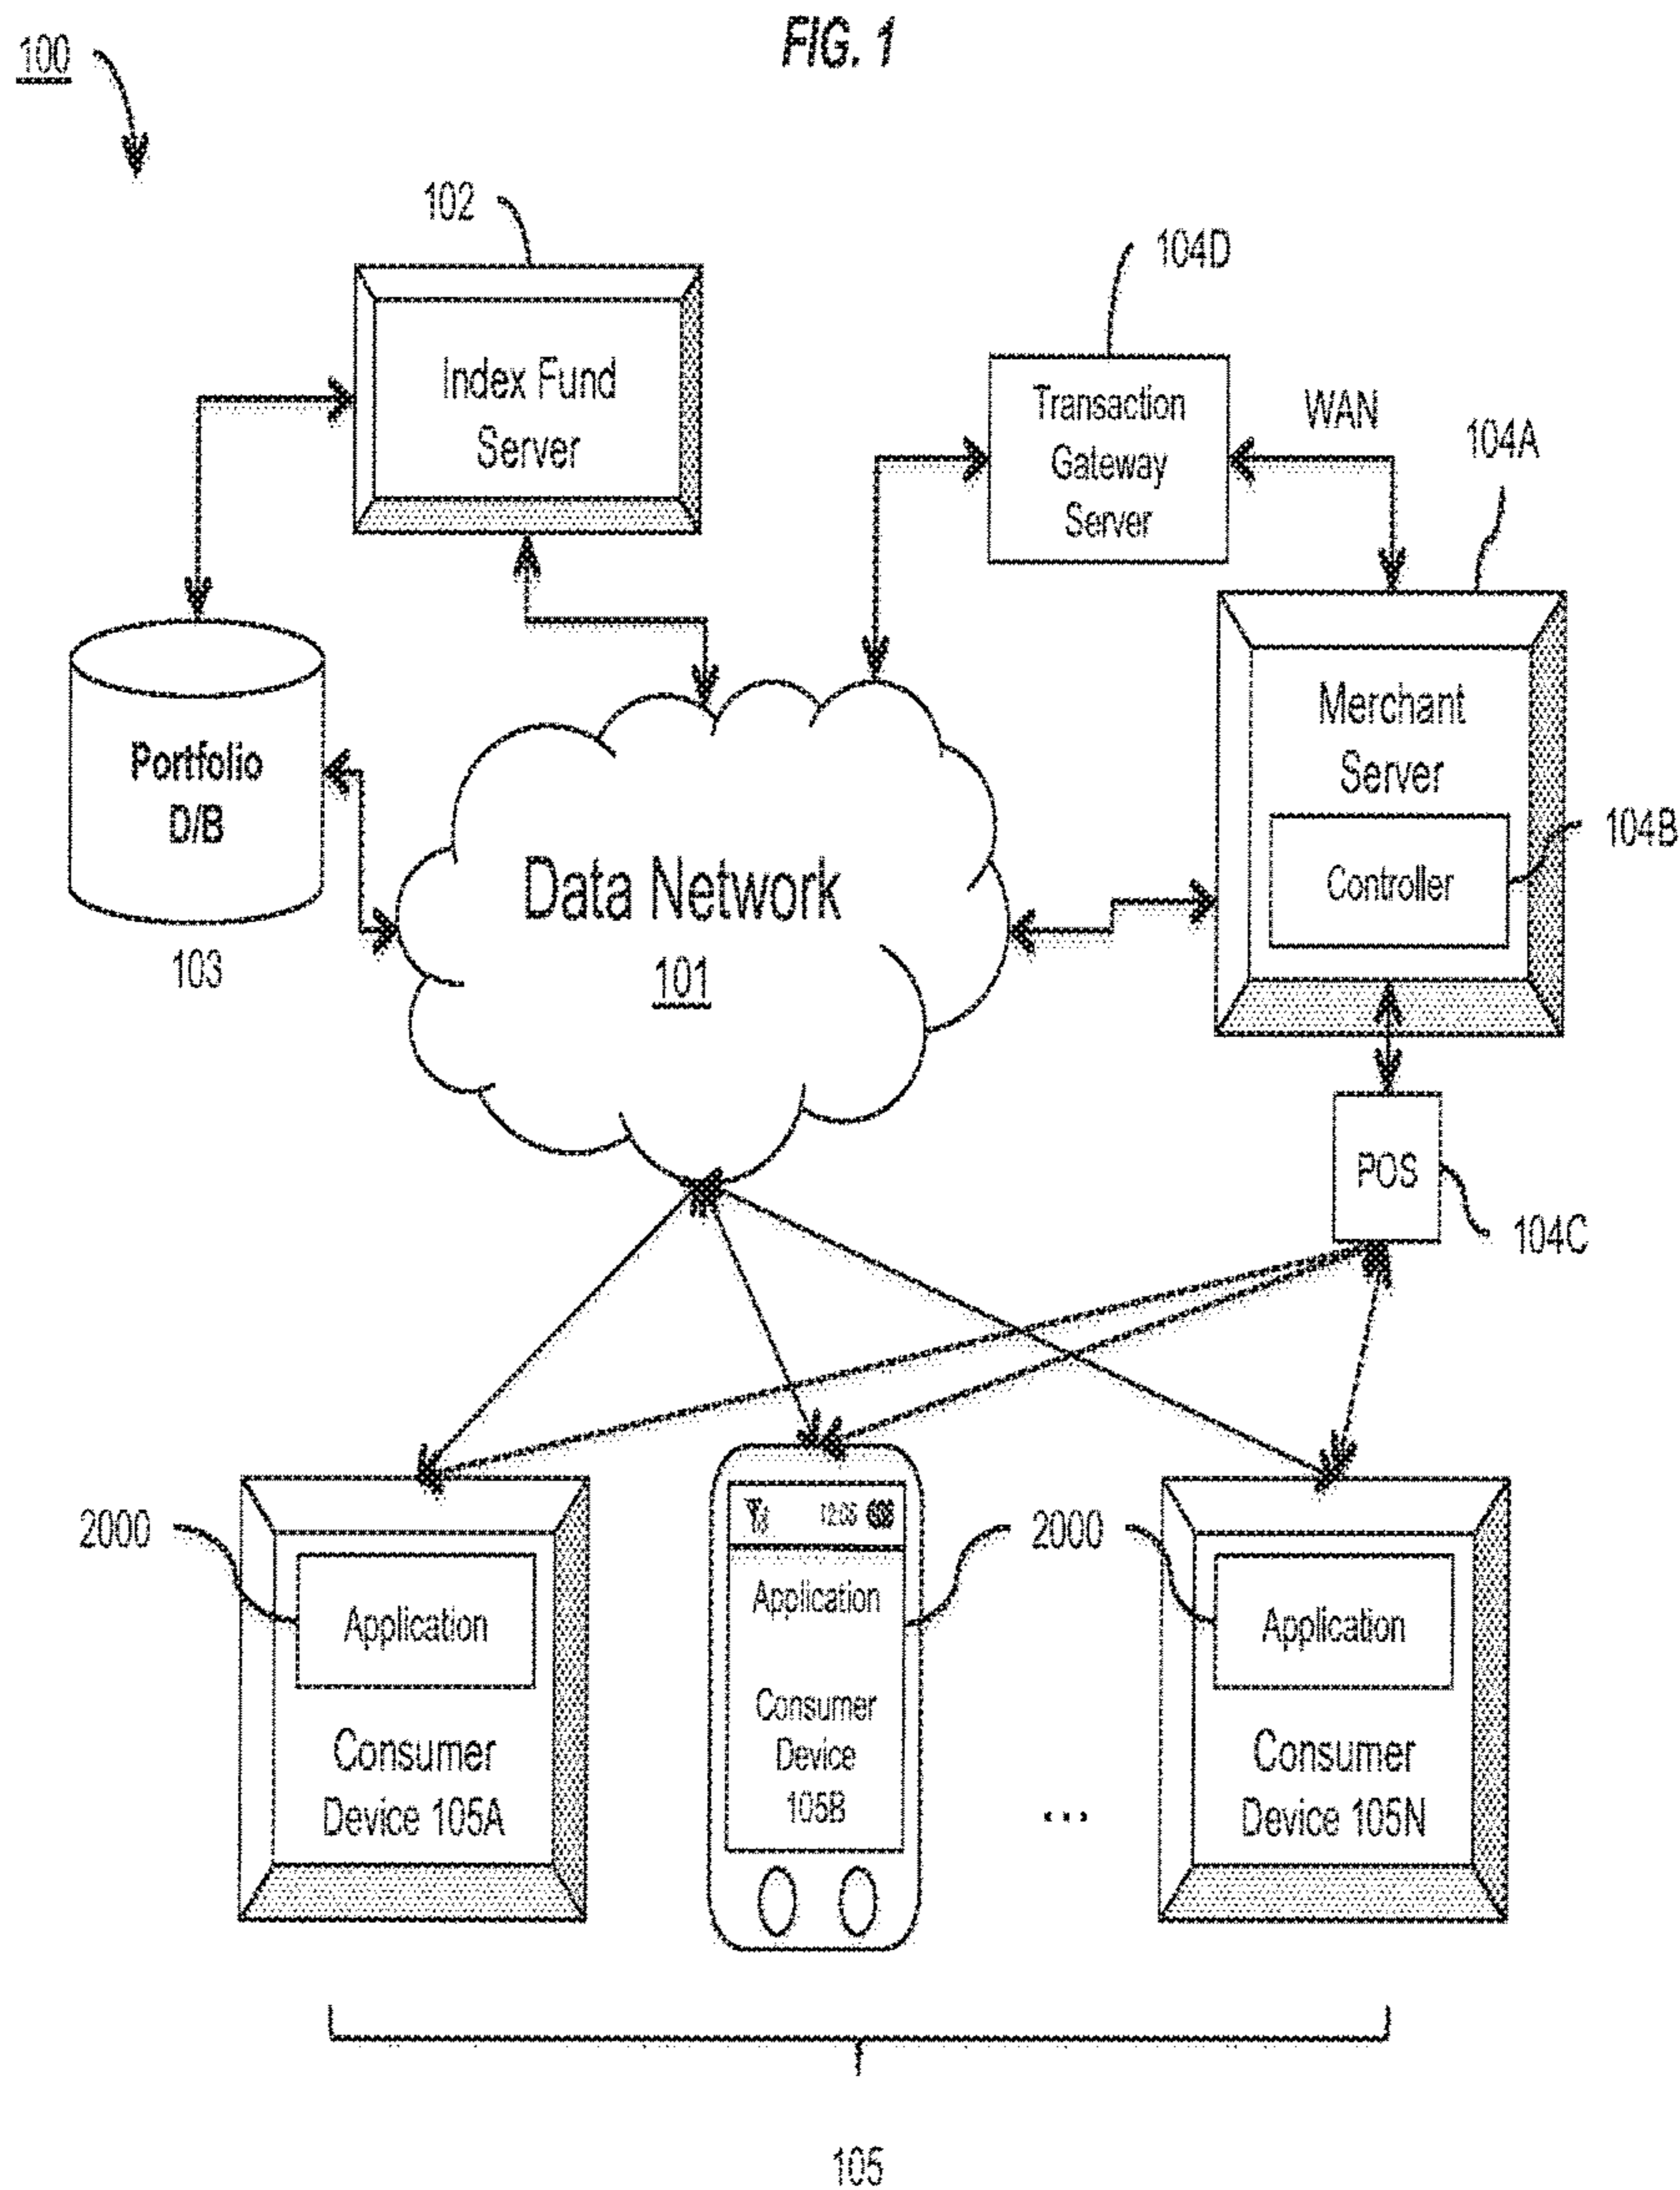 FIG. 1
100
102
104D
Index Fund
Server
Transaction
Gateway
Server
WAN
104A
Portfolio
D/B
103
Data Network
101
Merchant
Server
Controller
104B
POS
104C
2000
Application
Consumer
Device 105A
12:05
Application
Consumer
Device
105B
2000
...
Application
Consumer
Device 105N
105